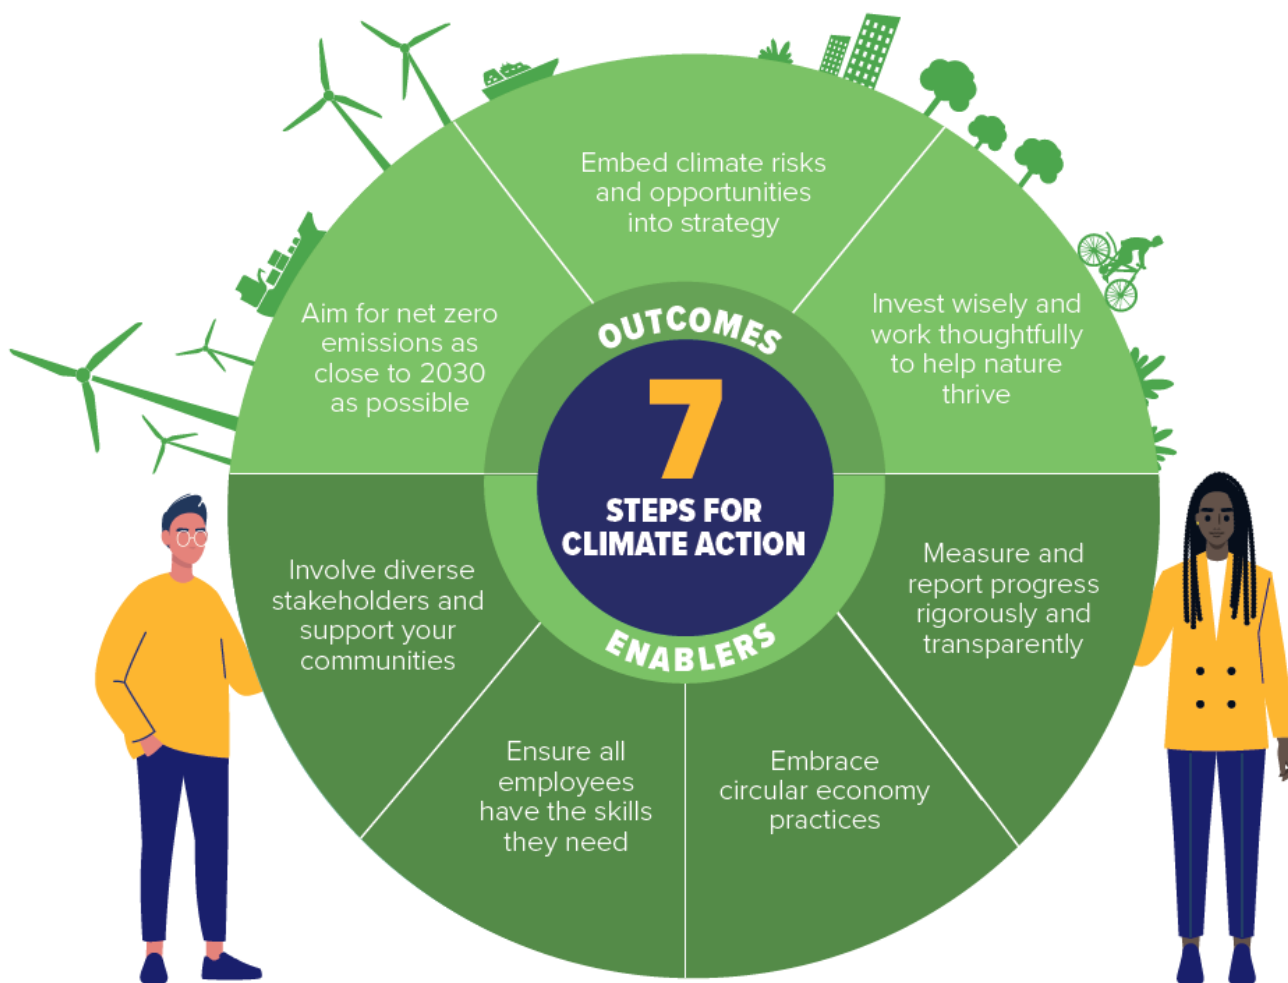 Embed climate risks
and opportunities
into strategy
Aim for net zero
emissions as
close to 2030
as possible
Invest wisely and
work thoughtfully
to help nature
thrive
OUTCOMES
7
STEPS FOR
CLIMATE ACTION
ENABLERS
Involve diverse
stakeholders and
support your
communities
Ensure all
employees
have the skills
they need
Embrace
circular economy
practices
Measure and
report progress
rigorously and
transparently